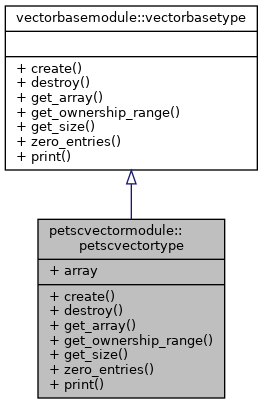 vectorbasemodule::vectorbasetype
+ create()
+ destroy()
+ get_array()
+ get_ownership_range()
+ get_size()
+ zero_entries()
+ print()
petscvectormodule::
petscvectortype
+ array
+ create()
+ destroy()
+ get_array()
+ get_ownership_range()
+ get_size()
+ zero_entries()
+ print()